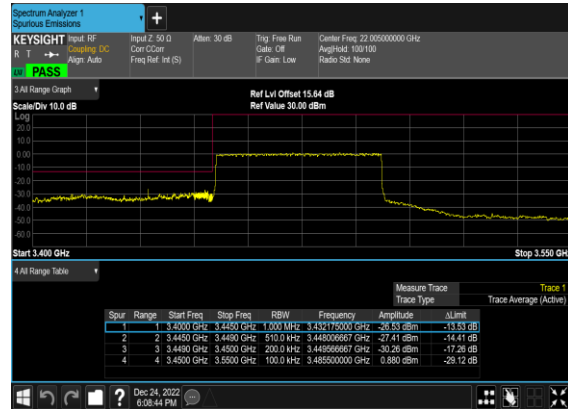 Spectrum Analyzer 1
Spurious Emissions
+
KEYSIGHT Input: RF Input Z: 50 Ω Atten: 30 dB Trig: Free Run Center Freq: 22.005000000 GHz
R T Coupling: DC Corr CCorr Gate: Off Avg|Hold: 100/100
Align: Auto Freq Ref: Int (S) IF Gain: Low Radio Std: None
PASS
3 All Range Graph
Ref Lvl Offset 15.64 dB
Scale/Div 10.0 dB Ref Value 30.00 dBm
Log
20.0
10.0
0.00
-10.0
-20.0
-30.0
-40.0
-50.0
-60.0
Start 3.400 GHz Stop 3.550 GHz
4 All Range Table
Measure Trace Trace 1
Trace Type Trace Average (Active)
Spur Range Start Freq Stop Freq RBW Frequency Amplitude ΔLimit
1 1 3.4000 GHz 3.4450 GHz 1.000 MHz 3.432175000 GHz -26.53 dBm -13.53 dB
2 2 3.4450 GHz 3.4490 GHz 510.0 kHz 3.448006667 GHz -27.41 dBm -14.41 dB
3 3 3.4490 GHz 3.4500 GHz 200.0 kHz 3.449566667 GHz -30.26 dBm -17.26 dB
4 4 3.4500 GHz 3.5500 GHz 100.0 kHz 3.485500000 GHz 0.880 dBm -29.12 dB
? Dec 24, 2022
6:08:44 PM